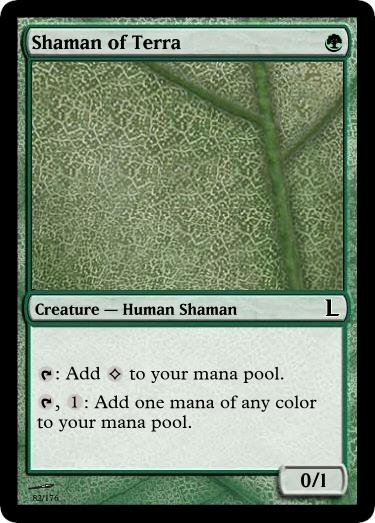 Shaman of Terra
Creature — Human Shaman L
: Add to your mana pool.
, 1: Add one mana of any color
to your mana pool.
0/1
82/176